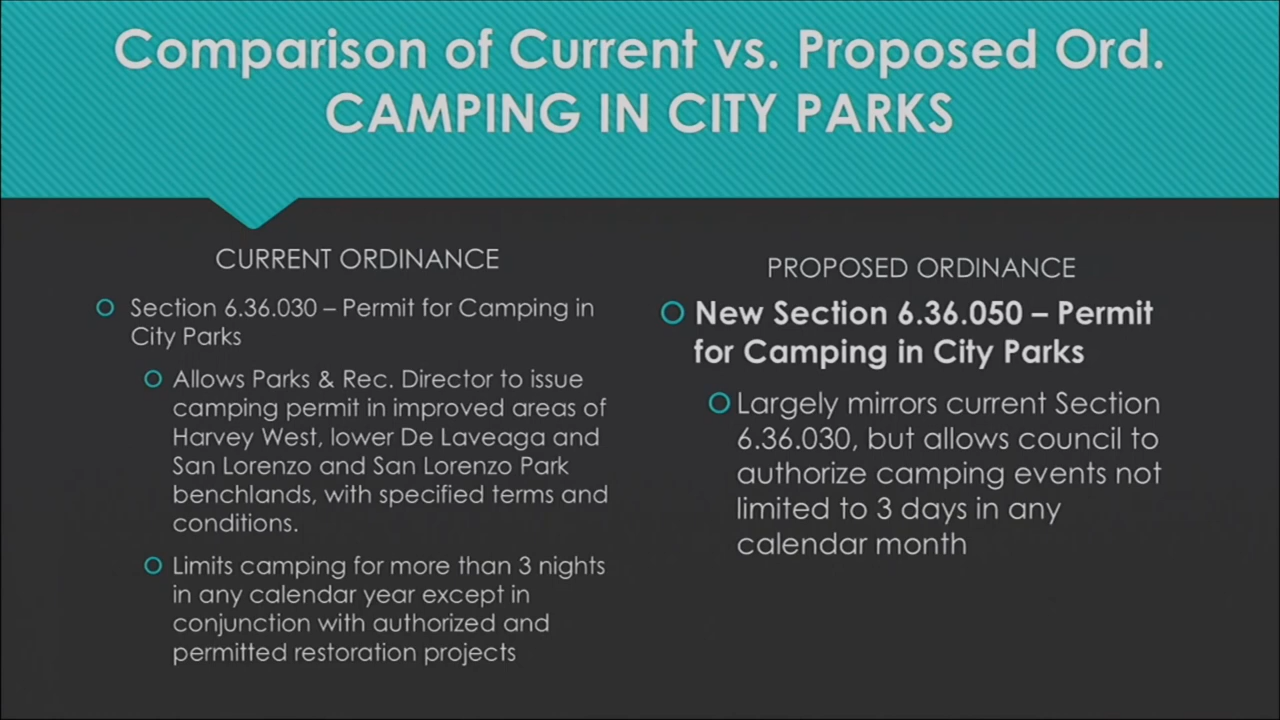 Comparison of Current vs. Proposed Ord.
CAMPING IN CITY PARKS
CURRENT ORDINANCE
Section 6.36.030 – Permit for Camping in
City Parks
Allows Parks & Rec. Director to issue
camping permit in improved areas of
Harvey West, lower De Laveaga and
San Lorenzo and San Lorenzo Park
benchlands, with specified terms and
conditions.
Limits camping for more than 3 nights
in any calendar year except in
conjunction with authorized and
permitted restoration projects
PROPOSED ORDINANCE
New Section 6.36.050 – Permit
for Camping in City Parks
Largely mirrors current Section
6.36.030, but allows council to
authorize camping events not
limited to 3 days in any
calendar month